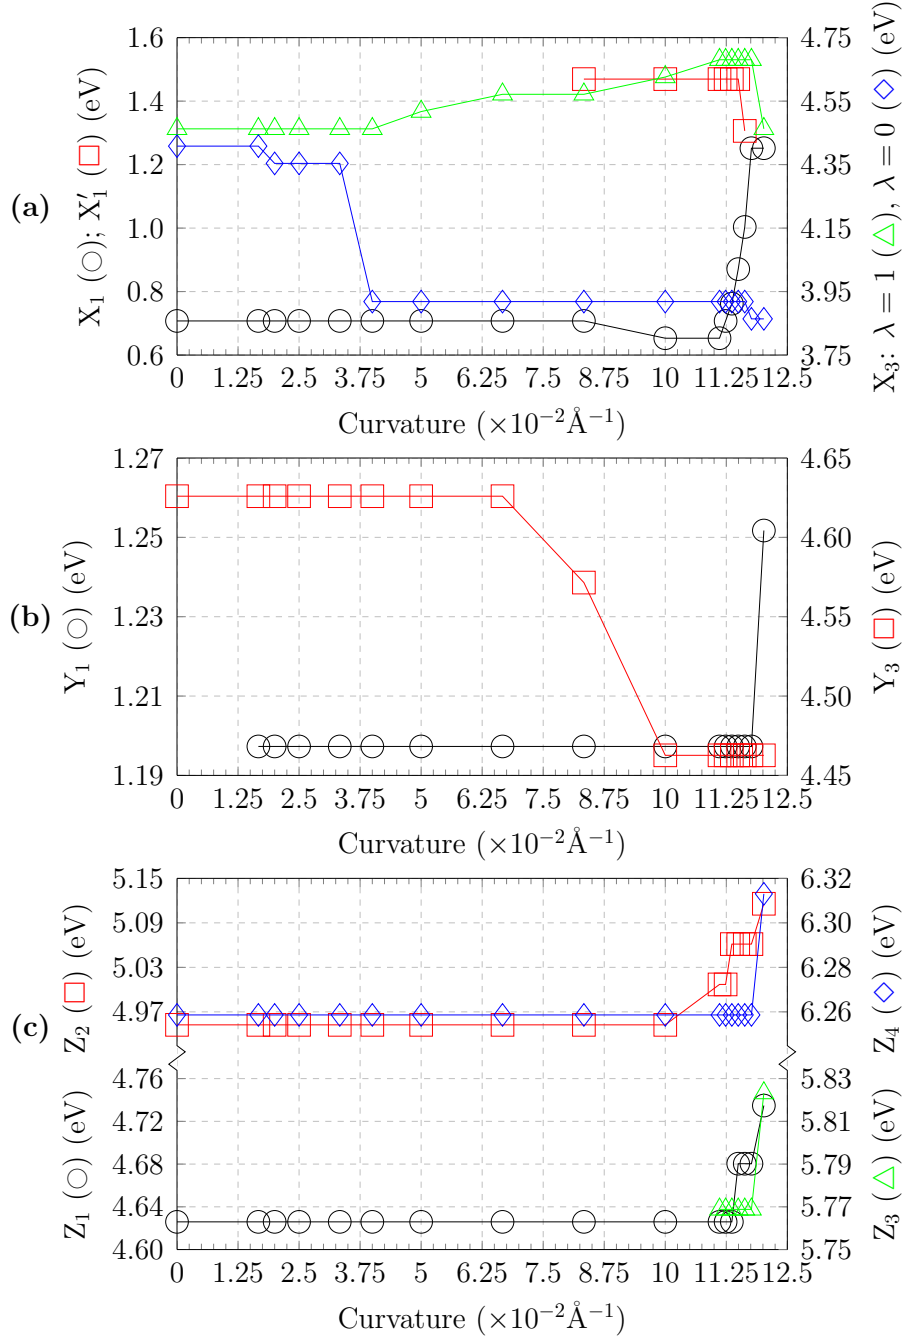 (a)
X₁ (○); X′₁ (□) (eV)
1.6
1.4
1.2
1.0
0.8
0.6
4.75
4.55
4.35
4.15
3.95
3.75
X₃: λ = 1 (△), λ = 0 (◇) (eV)
0 1.25 2.5 3.75 5 6.25 7.5 8.75 10 11.25 12.5
Curvature (×10⁻²Å⁻¹)
(b)
Y₁ (○) (eV)
1.27
1.25
1.23
1.21
1.19
4.65
4.60
4.55
4.50
4.45
Y₃ (□) (eV)
0 1.25 2.5 3.75 5 6.25 7.5 8.75 10 11.25 12.5
Curvature (×10⁻²Å⁻¹)
(c)
Z₂ (□) (eV)
5.15
5.09
5.03
4.97
6.32
6.30
6.28
6.26
Z₄ (◇) (eV)
Z₁ (○) (eV)
4.76
4.72
4.68
4.64
4.60
5.83
5.81
5.79
5.77
5.75
Z₃ (△) (eV)
0 1.25 2.5 3.75 5 6.25 7.5 8.75 10 11.25 12.5
Curvature (×10⁻²Å⁻¹)